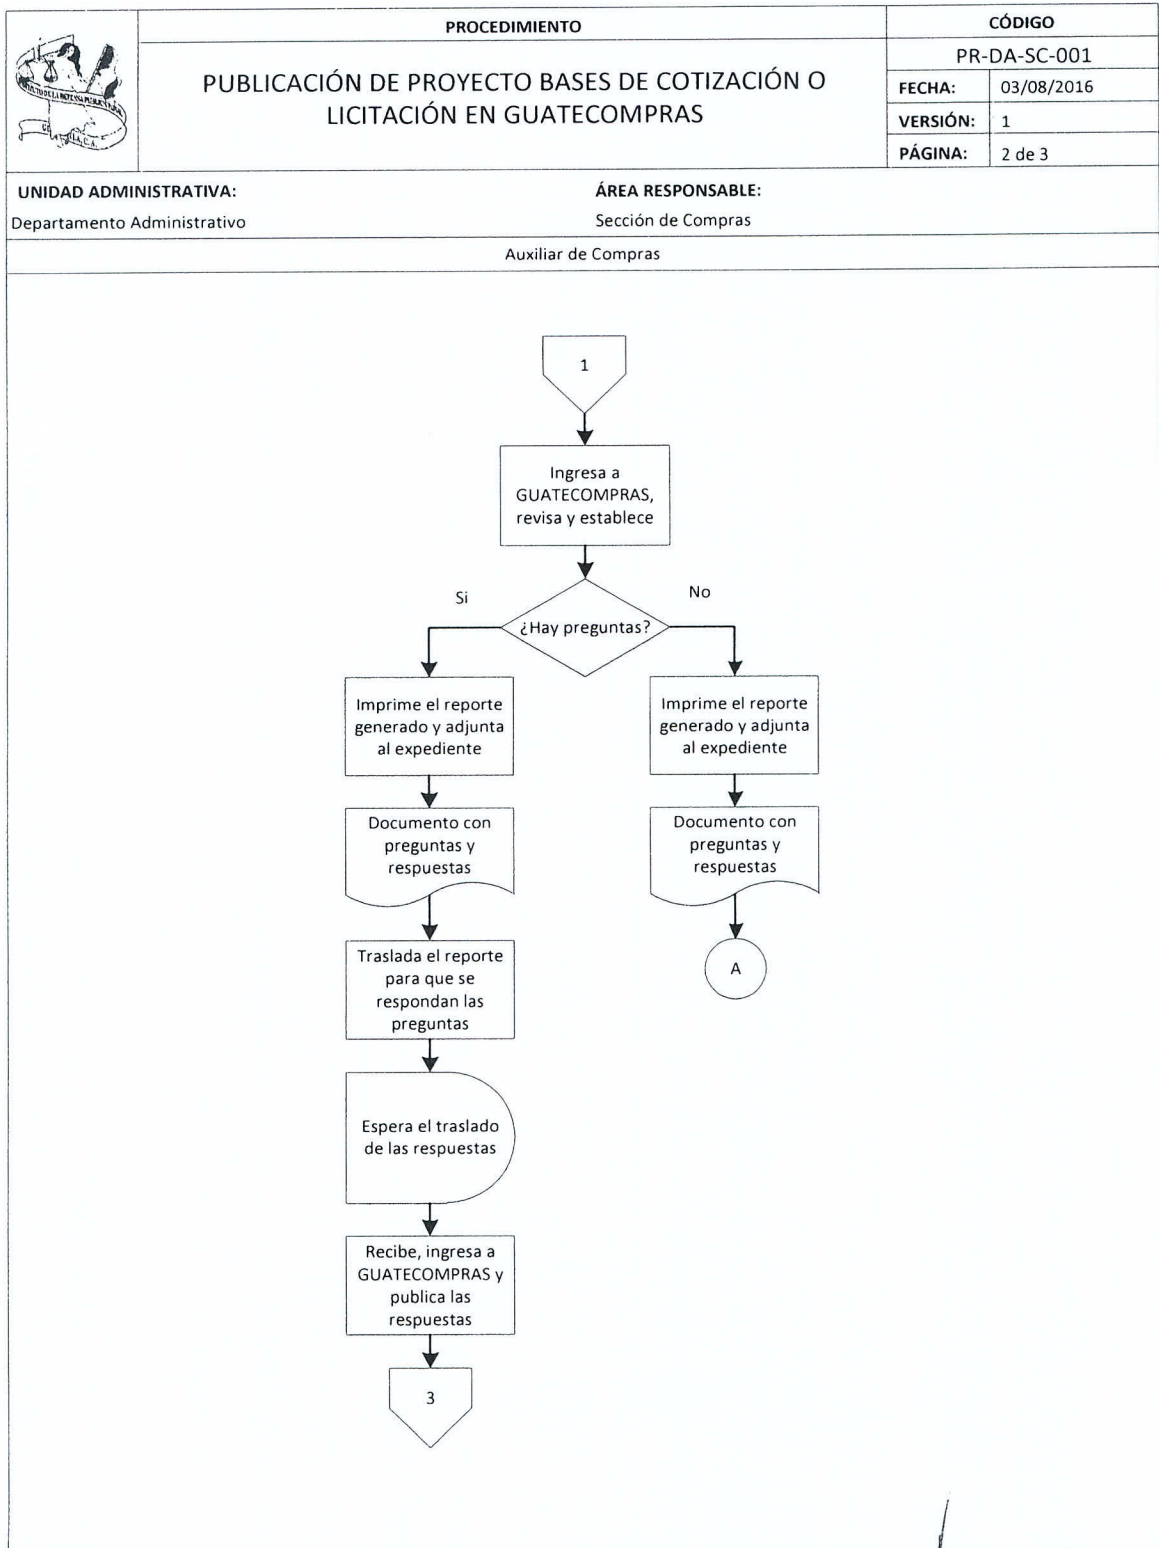 PROCEDIMIENTO
CÓDIGO
PUBLICACIÓN DE PROYECTO BASES DE COTIZACIÓN O
LICITACIÓN EN GUATECOMPRAS
PR-DA-SC-001
FECHA: 03/08/2016
VERSIÓN: 1
PÁGINA: 2 de 3
UNIDAD ADMINISTRATIVA:
Departamento Administrativo
ÁREA RESPONSABLE:
Sección de Compras
Auxiliar de Compras
1
Ingresa a
GUATECOMPRAS,
revisa y establece
¿Hay preguntas?
Si
No
Imprime el reporte
generado y adjunta
al expediente
Documento con
preguntas y
respuestas
Traslada el reporte
para que se
respondan las
preguntas
Espera el traslado
de las respuestas
Recibe, ingresa a
GUATECOMPRAS y
publica las
respuestas
3
Imprime el reporte
generado y adjunta
al expediente
Documento con
preguntas y
respuestas
A